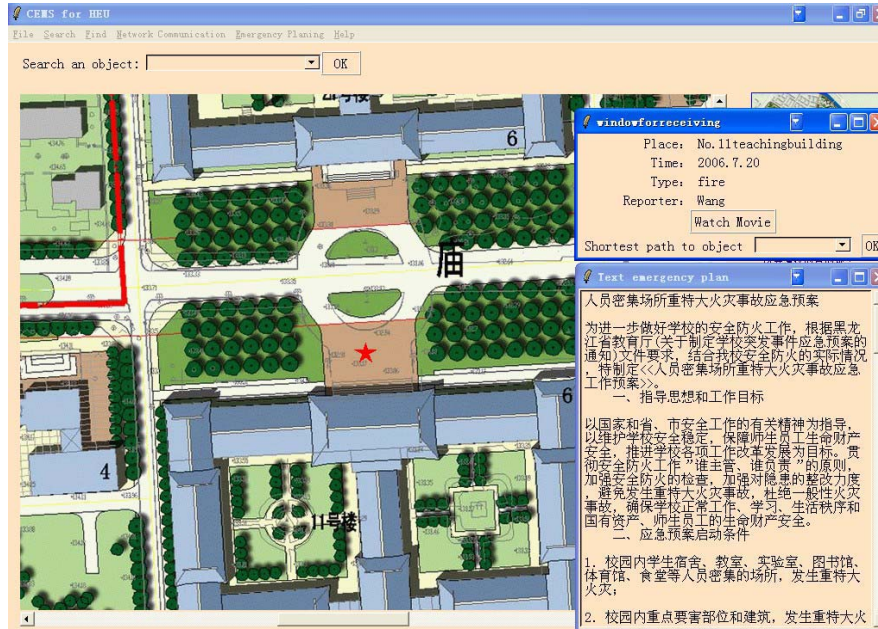 CEMS for HEU
File Search Find Network Communication Emergency Planing Help
Search an object:
OK
6
庙
6
4
11号楼
windowforreceiving
Place: No.11teachingbuilding
Time: 2006.7.20
Type: fire
Reporter: Wang
Watch Movie
Shortest path to object
OK
Text emergency plan
人员密集场所重特大火灾事故应急预案
为进一步做好学校的安全防火工作，根据黑龙
江省教育厅(关于制定学校突发事件应急预案的
通知)文件要求，结合我校安全防火的实际情况
，特制定<<人员密集场所重特大火灾事故应急
工作预案>>。
一、指导思想和工作目标
以国家和省、市安全工作的有关精神为指导，
以维护学校安全稳定，保障师生员工生命财产
安全，推进学校各项工作改革发展为目标。贯
彻安全防火工作”谁主管、谁负责”的原则，
加强安全防火的检查，加强对隐患的整改力度
，避免发生重特大火灾事故，杜绝一般性火灾
事故，确保学校正常工作、学习、生活秩序和
国有资产、师生员工的生命财产安全。
二、应急预案启动条件
1. 校园内学生宿舍、教室、实验室、图书馆、
体育馆、食堂等人员密集的场所，发生重特大
火灾;
2. 校园内重点要害部位和建筑，发生重特大火